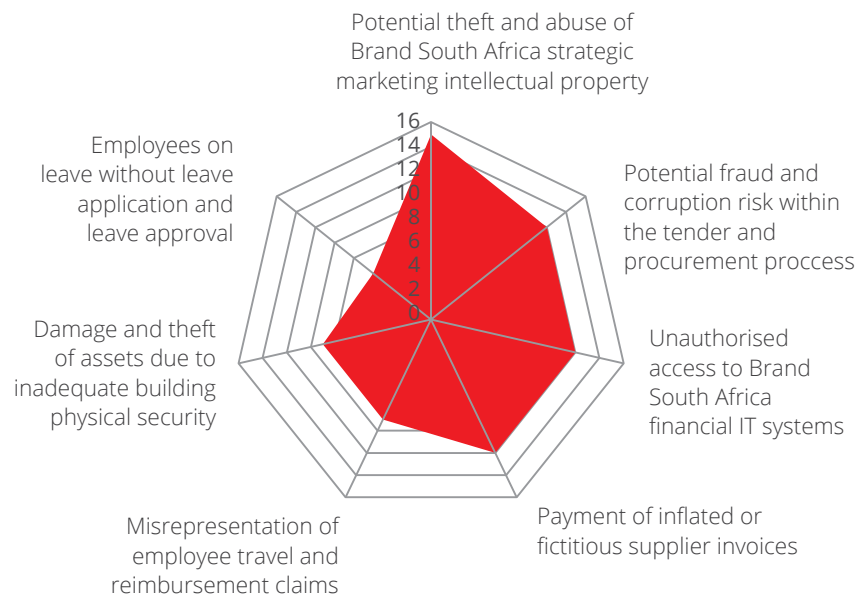 Potential theft and abuse of
Brand South Africa strategic
marketing intellectual property
16
14
12
10
8
6
4
2
0
Potential fraud and
corruption risk within
the tender and
procurement proccess
Unauthorised
access to Brand
South Africa
financial IT systems
Payment of inflated or
fictitious supplier invoices
Misrepresentation of
employee travel and
reimbursement claims
Damage and theft
of assets due to
inadequate building
physical security
Employees on
leave without leave
application and
leave approval